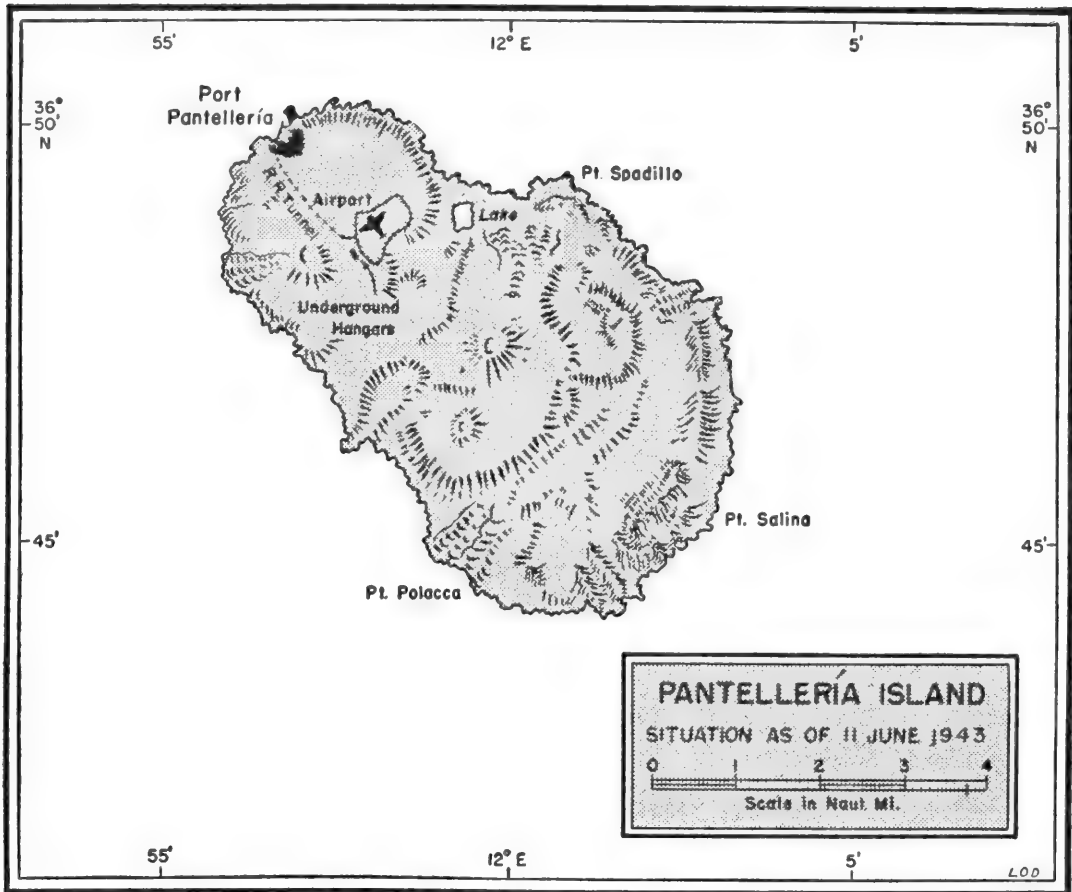 55'
12° E
5'
36°
50'
N
36°
50'
N
Port
Pantellería
Pt. Spadillo
R.R. Tunnel
Airport
Lake
Underground
Hangars
45'
45'
Pt. Salina
Pt. Polacca
PANTELLERÍA ISLAND
SITUATION AS OF 11 JUNE 1943
0 1 2 3 4
Scale in Naut. Mi.
55'
12° E
5'
L.O.D